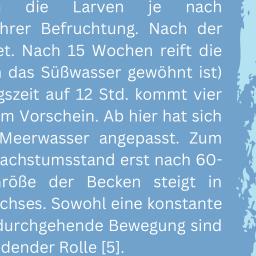 die Larven je nach
hrer Befruchtung. Nach der
et. Nach 15 Wochen reift die
das Süßwasser gewöhnt ist)
gszeit auf 12 Std. kommt vier
m Vorschein. Ab hier hat sich
Meerwasser angepasst. Zum
achstumsstand erst nach 60-
röße der Becken steigt in
chses. Sowohl eine konstante
durchgehende Bewegung sind
dender Rolle [5].